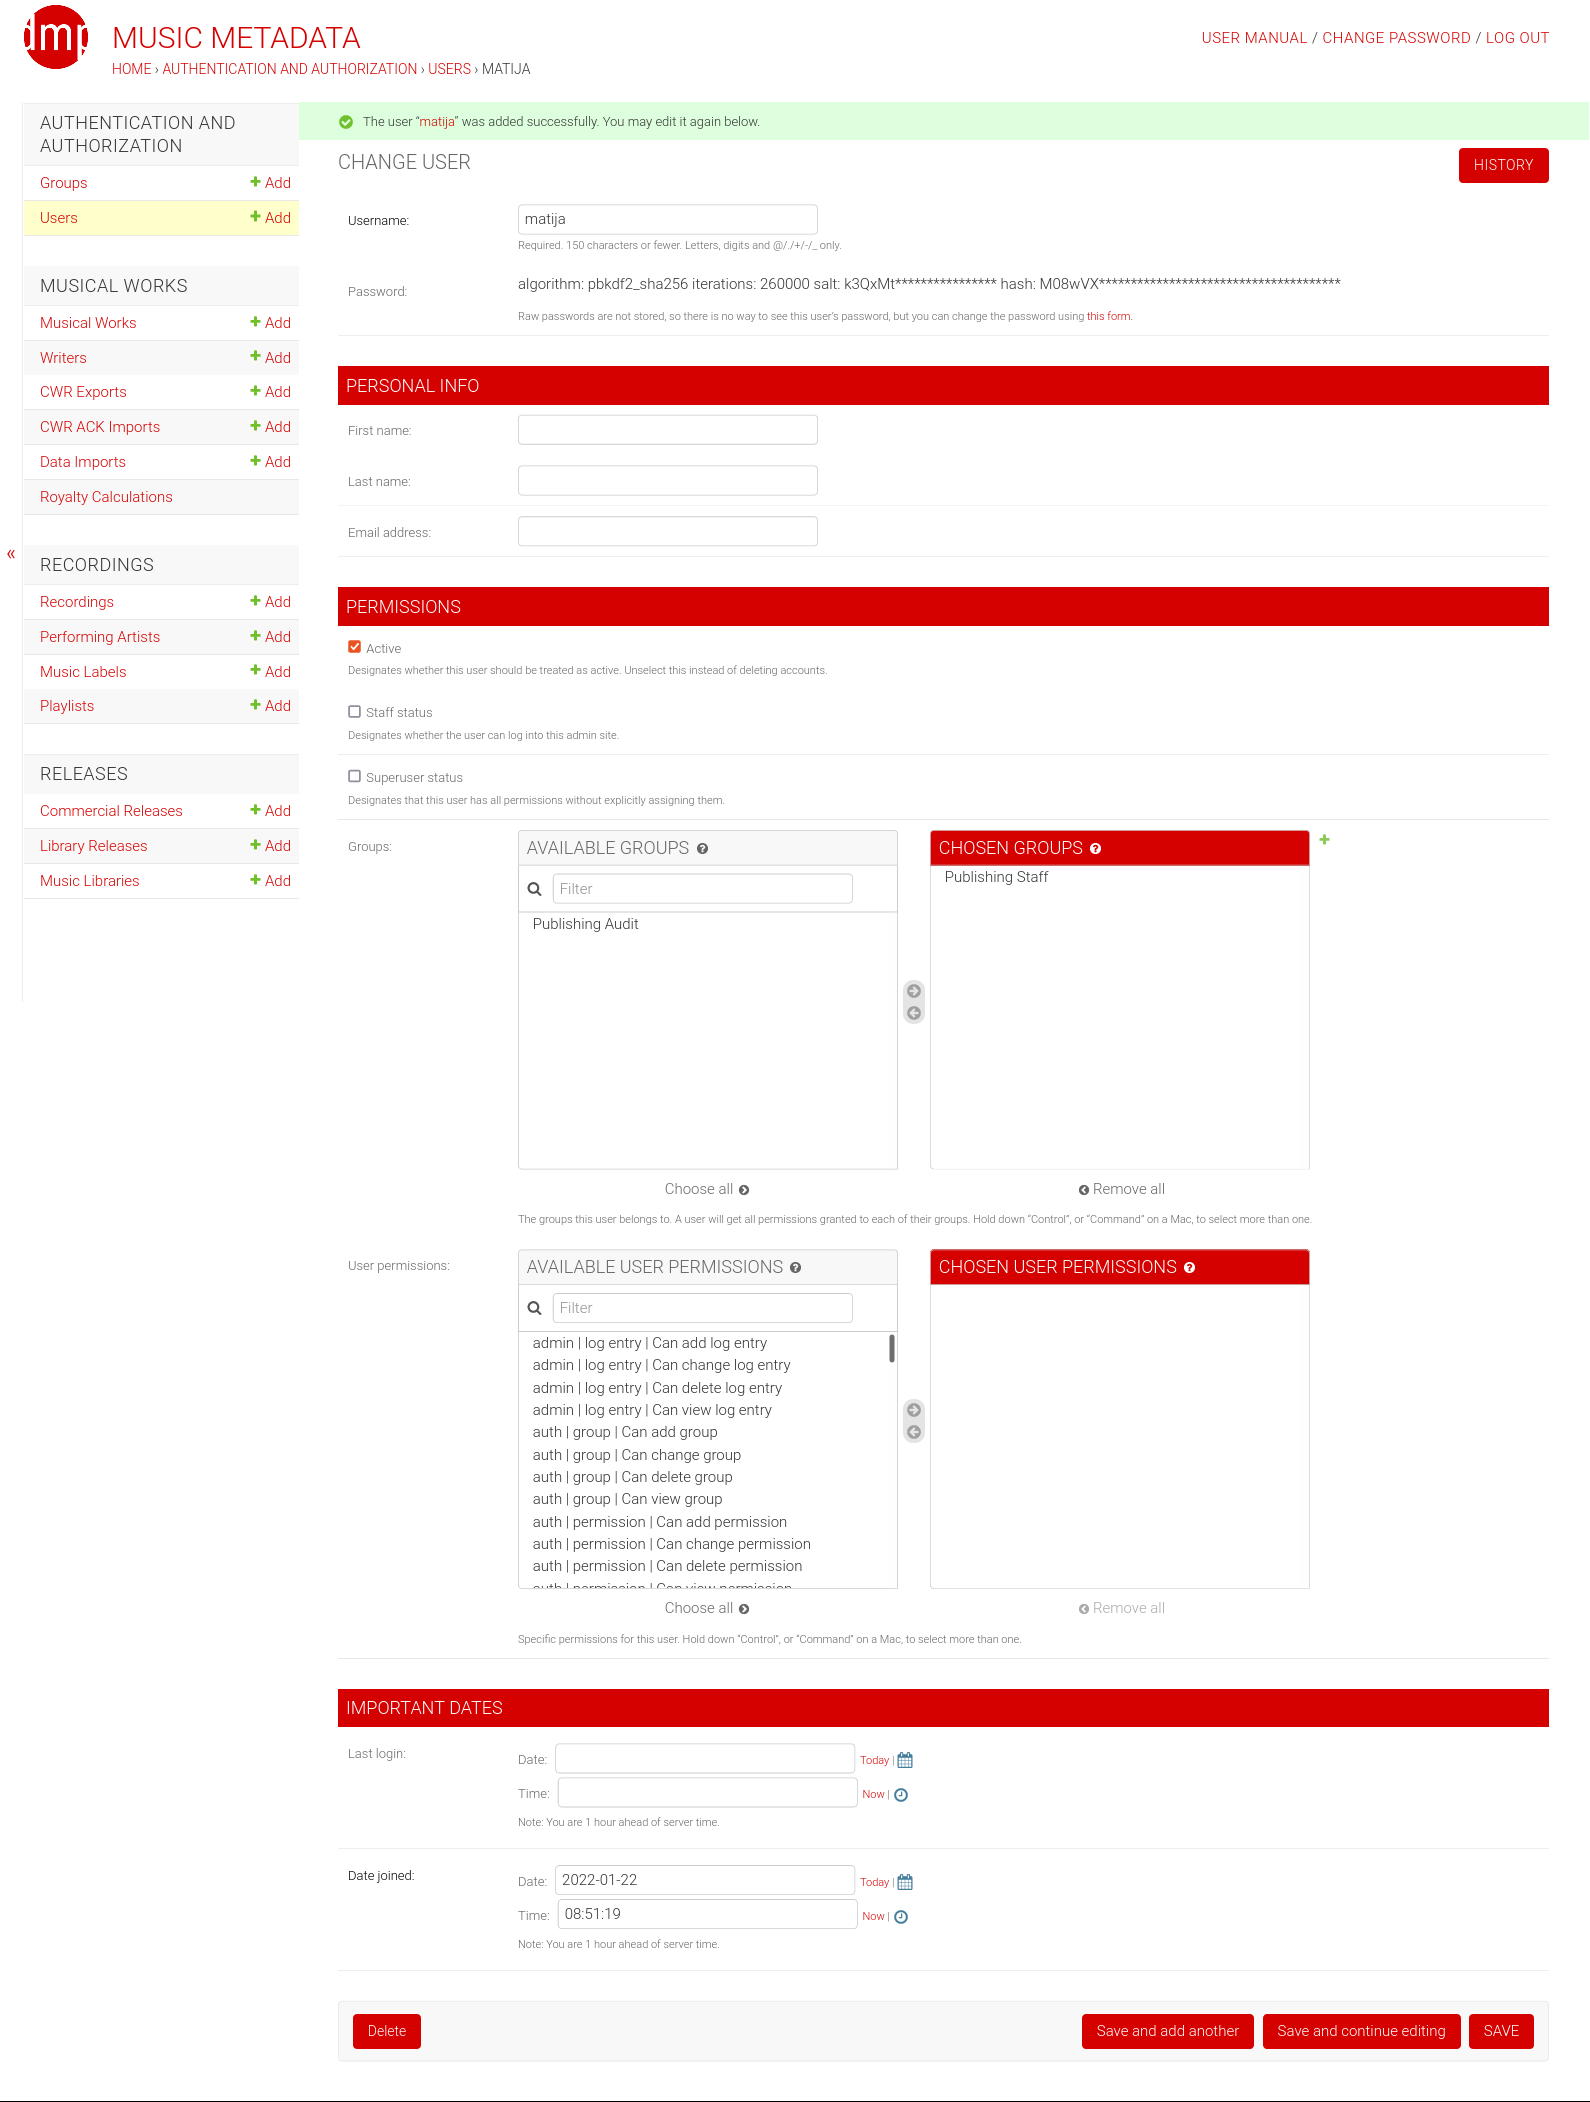 dmp
MUSIC METADATA
USER MANUAL / CHANGE PASSWORD / LOG OUT
HOME › AUTHENTICATION AND AUTHORIZATION › USERS › MATIJA
AUTHENTICATION AND
AUTHORIZATION
Groups Add
Users Add
MUSICAL WORKS
Musical Works Add
Writers Add
CWR Exports Add
CWR ACK Imports Add
Data Imports Add
Royalty Calculations
«
RECORDINGS
Recordings Add
Performing Artists Add
Music Labels Add
Playlists Add
RELEASES
Commercial Releases Add
Library Releases Add
Music Libraries Add
The user “matija” was added successfully. You may edit it again below.
CHANGE USER
HISTORY
Username: matija
Required. 150 characters or fewer. Letters, digits and @/./+/-/_ only.
Password: algorithm: pbkdf2_sha256 iterations: 260000 salt: k3QxMt**************** hash: M08wVX**************************************
Raw passwords are not stored, so there is no way to see this user’s password, but you can change the password using this form.
PERSONAL INFO
First name:
Last name:
Email address:
PERMISSIONS
Active
Designates whether this user should be treated as active. Unselect this instead of deleting accounts.
Staff status
Designates whether the user can log into this admin site.
Superuser status
Designates that this user has all permissions without explicitly assigning them.
Groups:
AVAILABLE GROUPS ?
Filter
Publishing Audit
Choose all
CHOSEN GROUPS ?
Publishing Staff
Remove all
The groups this user belongs to. A user will get all permissions granted to each of their groups. Hold down “Control”, or “Command” on a Mac, to select more than one.
User permissions:
AVAILABLE USER PERMISSIONS ?
Filter
admin | log entry | Can add log entry
admin | log entry | Can change log entry
admin | log entry | Can delete log entry
admin | log entry | Can view log entry
auth | group | Can add group
auth | group | Can change group
auth | group | Can delete group
auth | group | Can view group
auth | permission | Can add permission
auth | permission | Can change permission
auth | permission | Can delete permission
auth | permission | Can view permission
Choose all
CHOSEN USER PERMISSIONS ?
Remove all
Specific permissions for this user. Hold down “Control”, or “Command” on a Mac, to select more than one.
IMPORTANT DATES
Last login:
Date: Today |
Time: Now |
Note: You are 1 hour ahead of server time.
Date joined:
Date: 2022-01-22 Today |
Time: 08:51:19 Now |
Note: You are 1 hour ahead of server time.
Delete
Save and add another
Save and continue editing
SAVE